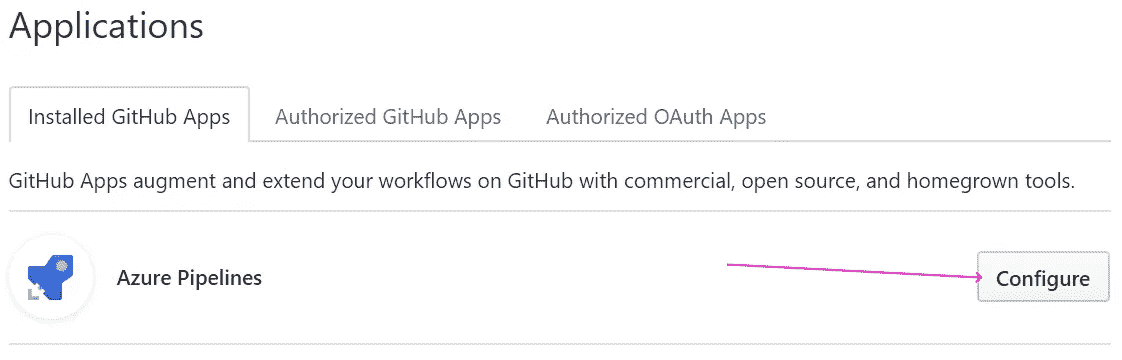 Applications
Installed GitHub Apps
Authorized GitHub Apps
Authorized OAuth Apps
GitHub Apps augment and extend your workflows on GitHub with commercial, open source, and homegrown tools.
Azure Pipelines
Configure